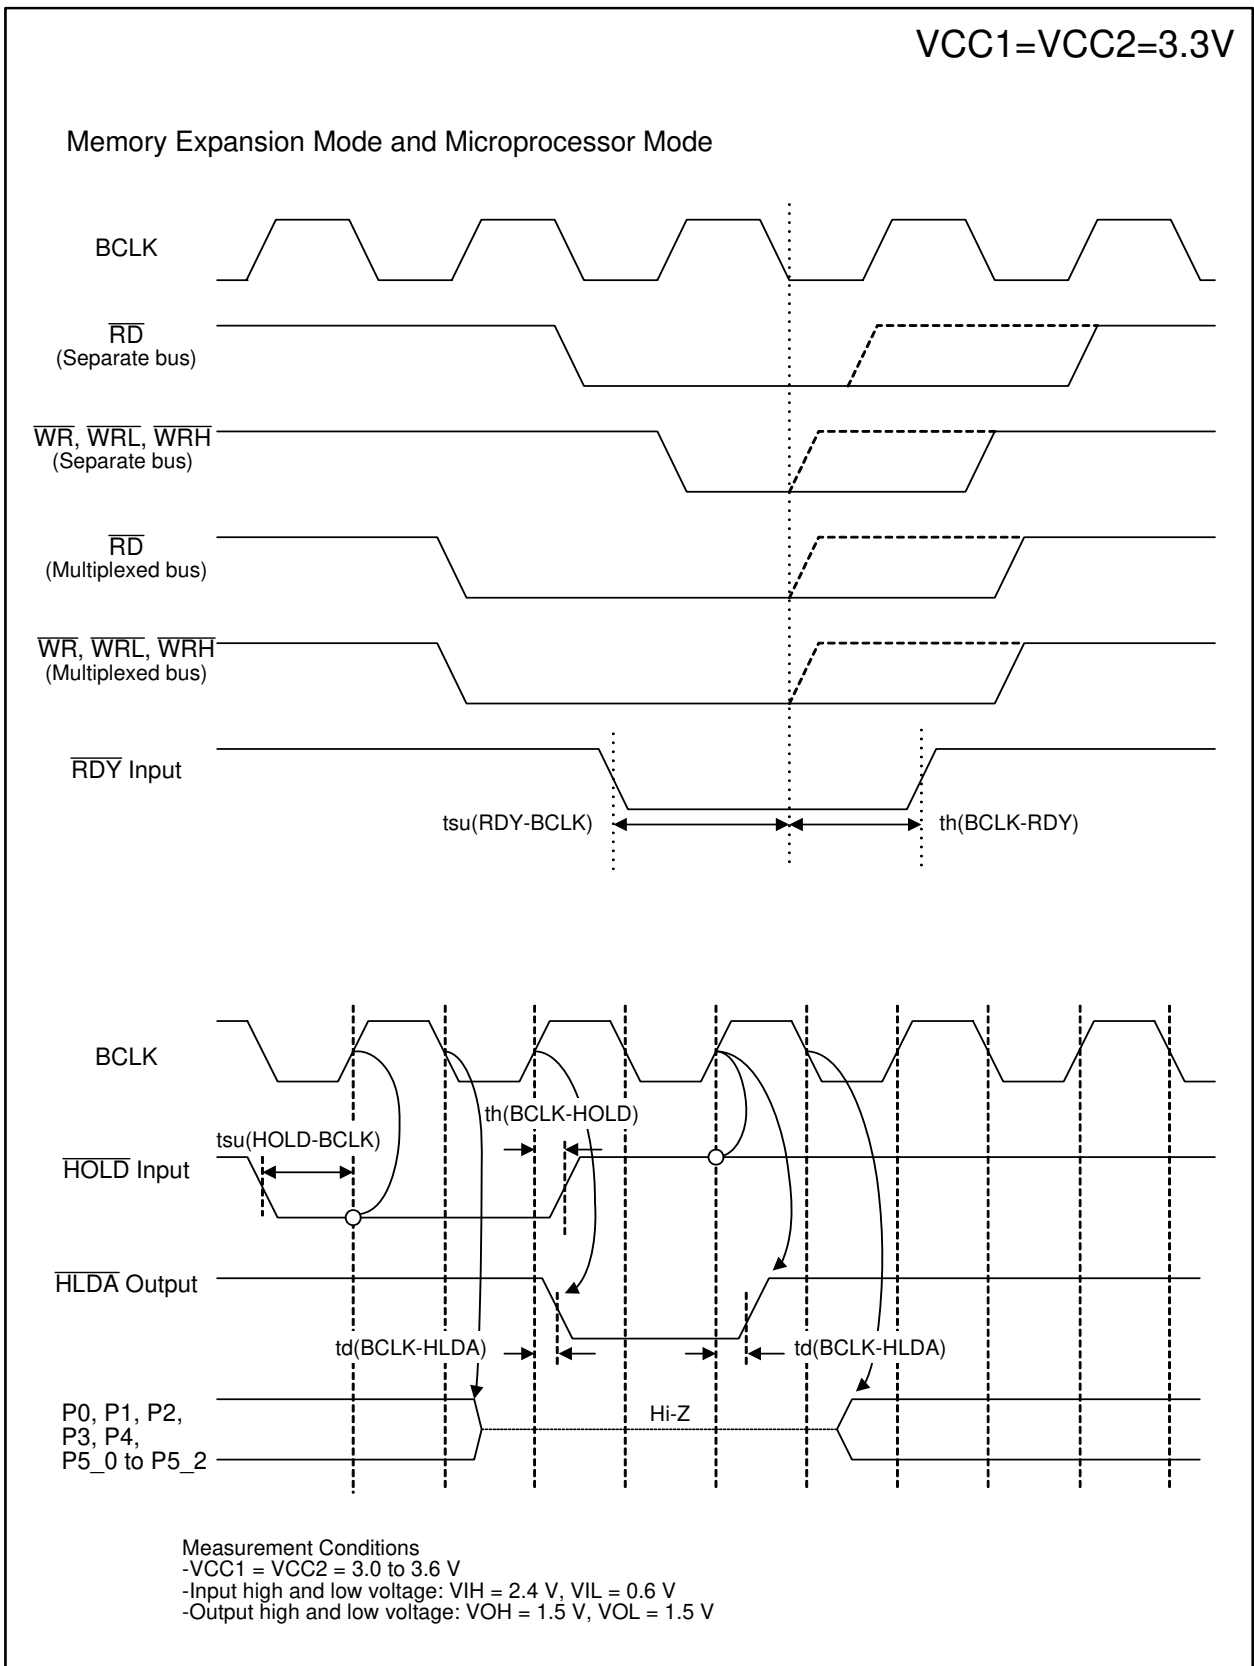 VCC1=VCC2=3.3V
Memory Expansion Mode and Microprocessor Mode
BCLK
RD
(Separate bus)
WR, WRL, WRH
(Separate bus)
RD
(Multiplexed bus)
WR, WRL, WRH
(Multiplexed bus)
RDY Input
tsu(RDY-BCLK)
th(BCLK-RDY)
BCLK
th(BCLK-HOLD)
tsu(HOLD-BCLK)
HOLD Input
HLDA Output
td(BCLK-HLDA)
td(BCLK-HLDA)
P0, P1, P2,
P3, P4,
P5_0 to P5_2
Hi-Z
Measurement Conditions
-VCC1 = VCC2 = 3.0 to 3.6 V
-Input high and low voltage: VIH = 2.4 V, VIL = 0.6 V
-Output high and low voltage: VOH = 1.5 V, VOL = 1.5 V